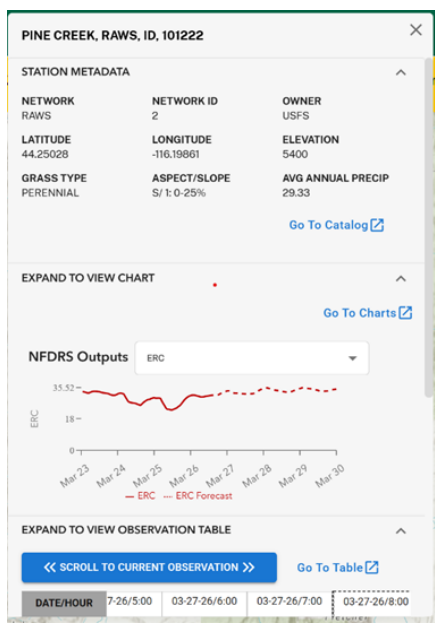 PINE CREEK, RAWS, ID, 101222
STATION METADATA
NETWORK NETWORK ID OWNER
RAWS 2 USFS
LATITUDE LONGITUDE ELEVATION
44.25028 -116.19861 5400
GRASS TYPE ASPECT/SLOPE AVG ANNUAL PRECIP
PERENNIAL S/ 1: 0-25% 29.33
Go To Catalog
EXPAND TO VIEW CHART
Go To Charts
NFDRS Outputs ERC
35.52
ERC
18
0
Mar 23 Mar 24 Mar 25 Mar 26 Mar 27 Mar 28 Mar 29 Mar 30
ERC ERC Forecast
EXPAND TO VIEW OBSERVATION TABLE
SCROLL TO CURRENT OBSERVATION Go To Table
DATE/HOUR 7-26/5:00 03-27-26/6:00 03-27-26/7:00 03-27-26/8:00